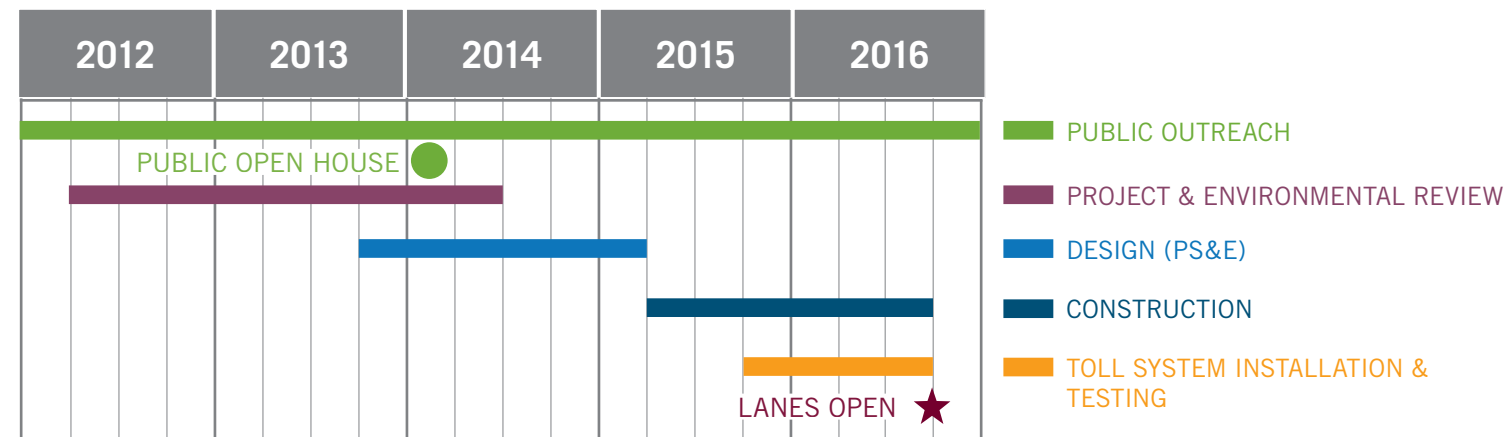 2012 2013 2014 2015 2016
PUBLIC OUTREACH
PUBLIC OPEN HOUSE
PROJECT & ENVIRONMENTAL REVIEW
DESIGN (PS&E)
CONSTRUCTION
TOLL SYSTEM INSTALLATION &
TESTING
LANES OPEN